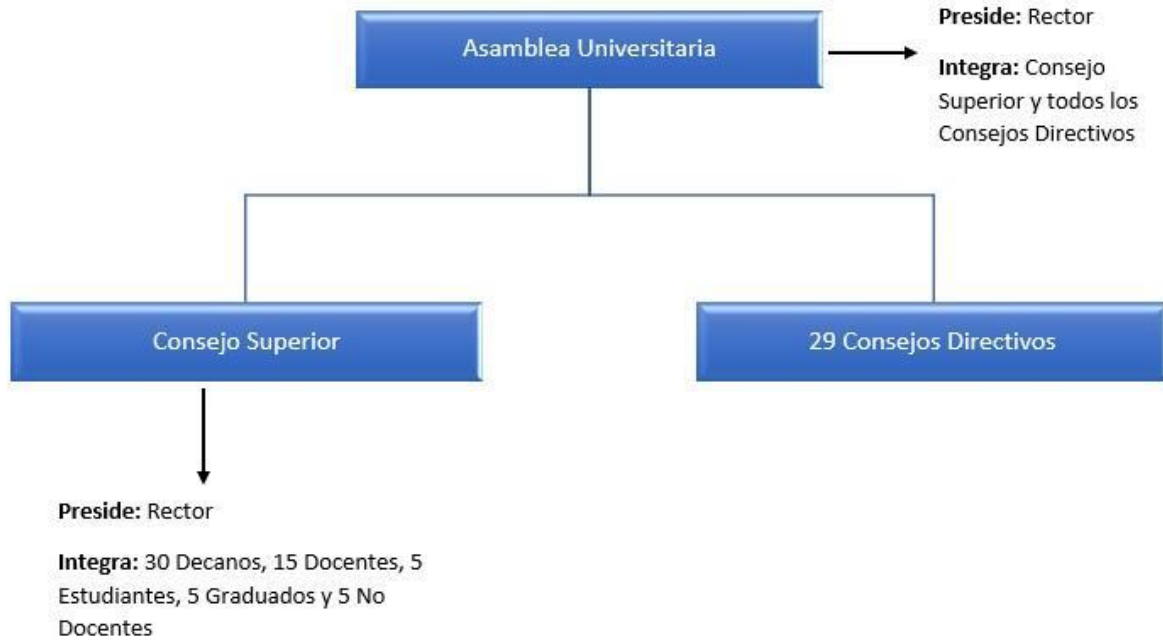 Asamblea Universitaria
Preside: Rector
Integra: Consejo
Superior y todos los
Consejos Directivos
Consejo Superior
29 Consejos Directivos
Preside: Rector
Integra: 30 Decanos, 15 Docentes, 5
Estudiantes, 5 Graduados y 5 No
Docentes